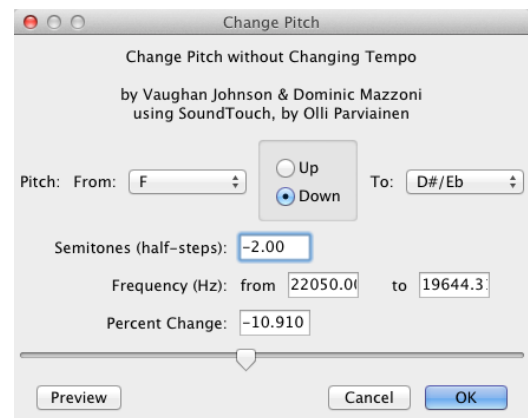 Change Pitch
Change Pitch without Changing Tempo
by Vaughan Johnson & Dominic Mazzoni
using SoundTouch, by Olli Parviainen
Up
Pitch: From: F To: D#/Eb
Down
Semitones (half-steps): -2.00
Frequency (Hz): from 22050.00 to 19644.3
Percent Change: -10.910
Preview Cancel OK